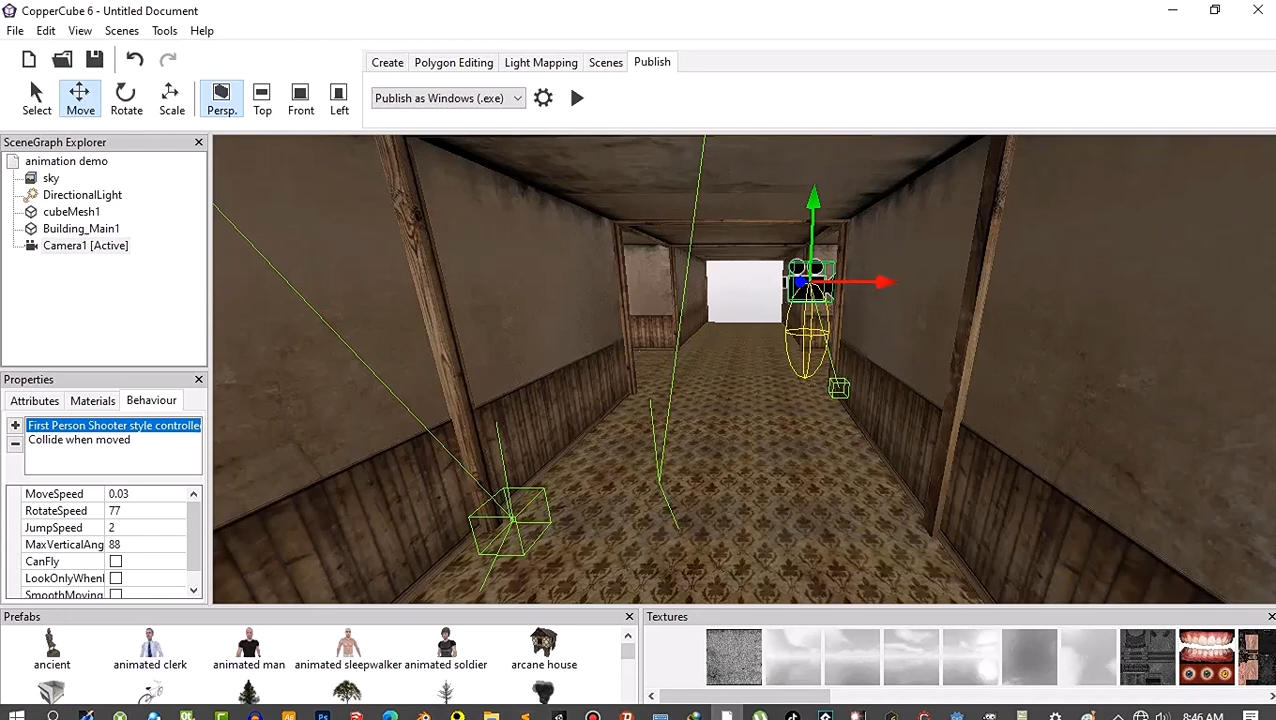 CopperCube 6 - Untitled Document
File Edit View Scenes Tools Help
Create Polygon Editing Light Mapping Scenes Publish
Select Move Rotate Scale Persp. Top Front Left
Publish as Windows (.exe)
SceneGraph Explorer
animation demo
sky
DirectionalLight
cubeMesh1
Building_Main1
Camera1 [Active]
Properties
Attributes Materials Behaviour
First Person Shooter style controlle
Collide when moved
MoveSpeed 0.03
RotateSpeed 77
JumpSpeed 2
MaxVerticalAng 88
CanFly
LookOnlyWhenl
SmoothMoving
Prefabs
ancient animated clerk animated man animated sleepwalker animated soldier arcane house
Textures
8:46 AM